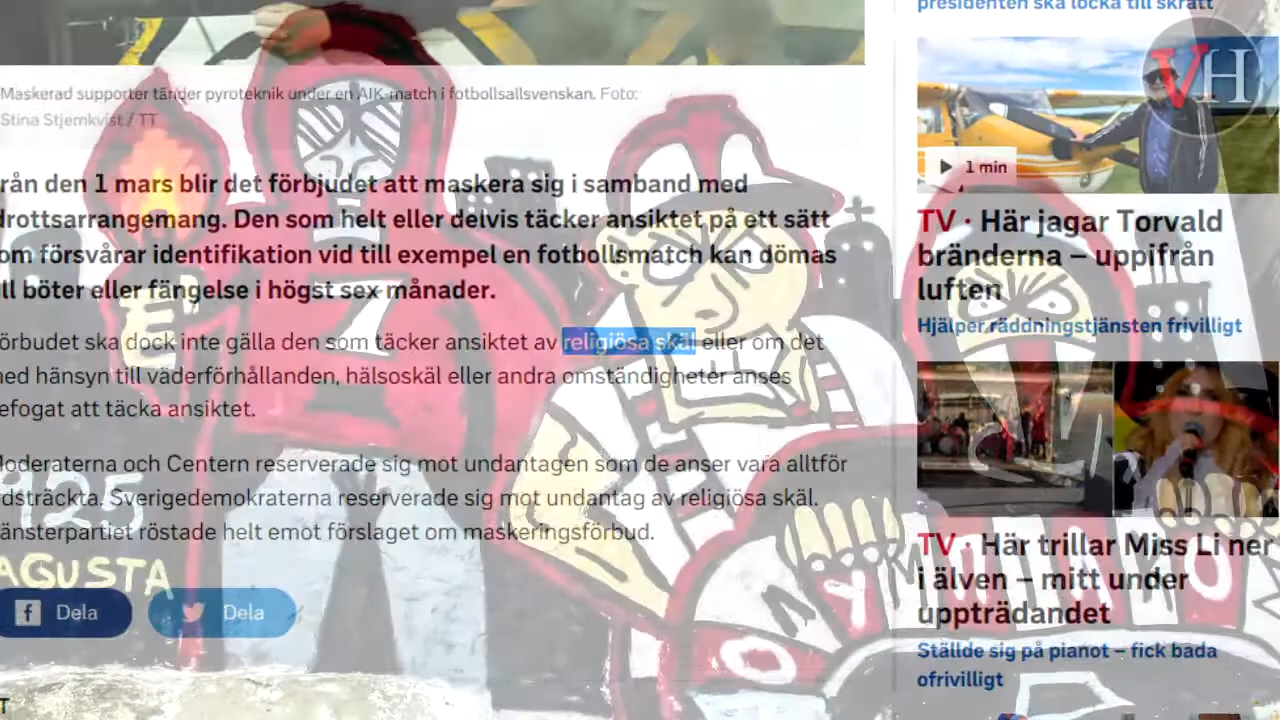 Maskerad supporter tänder pyroteknik under en AIK-match i fotbollsallsvenskan. Foto:
Stina Stjernkvist / TT
rån den 1 mars blir det förbjudet att maskera sig i samband med
drottsarrangemang. Den som helt eller delvis täcker ansiktet på ett sätt
om försvårar identifikation vid till exempel en fotbollsmatch kan dömas
ill böter eller fängelse i högst sex månader.
örbudet ska dock inte gälla den som täcker ansiktet av religiösa skäl eller om det
ned hänsyn till väderförhållanden, hälsoskäl eller andra omständigheter anses
efogat att täcka ansiktet.
Moderaterna och Centern reserverade sig mot undantagen som de anser vara alltför
idsträckta. Sverigedemokraterna reserverade sig mot undantag av religiösa skäl.
änsterpartiet röstade helt emot förslaget om maskeringsförbud.
1925
AGUSTA
Dela
Dela
T
presidenten ska locka till skratt
VH
1 min
TV · Här jagar Torvald
bränderna – uppifrån
luften
Hjälper räddningstjänsten frivilligt
TV · Här trillar Miss Li ner
i älven – mitt under
uppträdandet
Ställde sig på pianot – fick bada
ofrivilligt